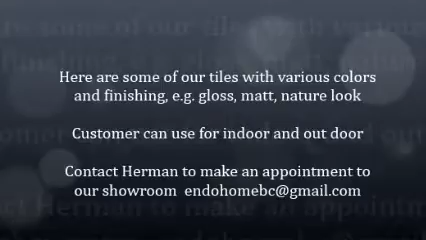 Here are some of our tiles with various colors
and finishing, e.g. gloss, matt, nature look
Customer can use for indoor and out door
Contact Herman to make an appointment to
our showroom endohomebc@gmail.com